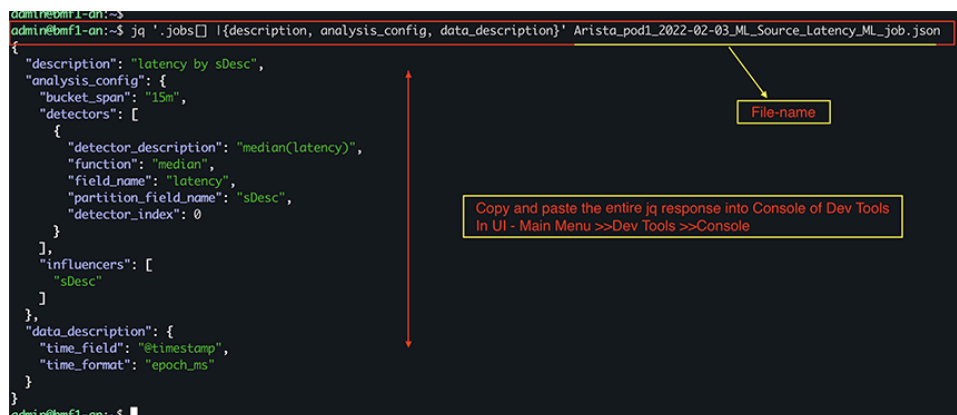 admin@bmf1-an:~$
admin@bmf1-an:~$ jq '.jobs[] |{description, analysis_config, data_description}' Arista_pod1_2022-02-03_ML_Source_Latency_ML_job.json
{
  "description": "latency by sDesc",
  "analysis_config": {
    "bucket_span": "15m",
    "detectors": [
      {
        "detector_description": "median(latency)",
        "function": "median",
        "field_name": "latency",
        "partition_field_name": "sDesc",
        "detector_index": 0
      }
    ],
    "influencers": [
      "sDesc"
    ]
  },
  "data_description": {
    "time_field": "@timestamp",
    "time_format": "epoch_ms"
  }
}
admin@bmf1-an:~$
File-name
Copy and paste the entire jq response into Console of Dev Tools
In UI - Main Menu >>Dev Tools >>Console